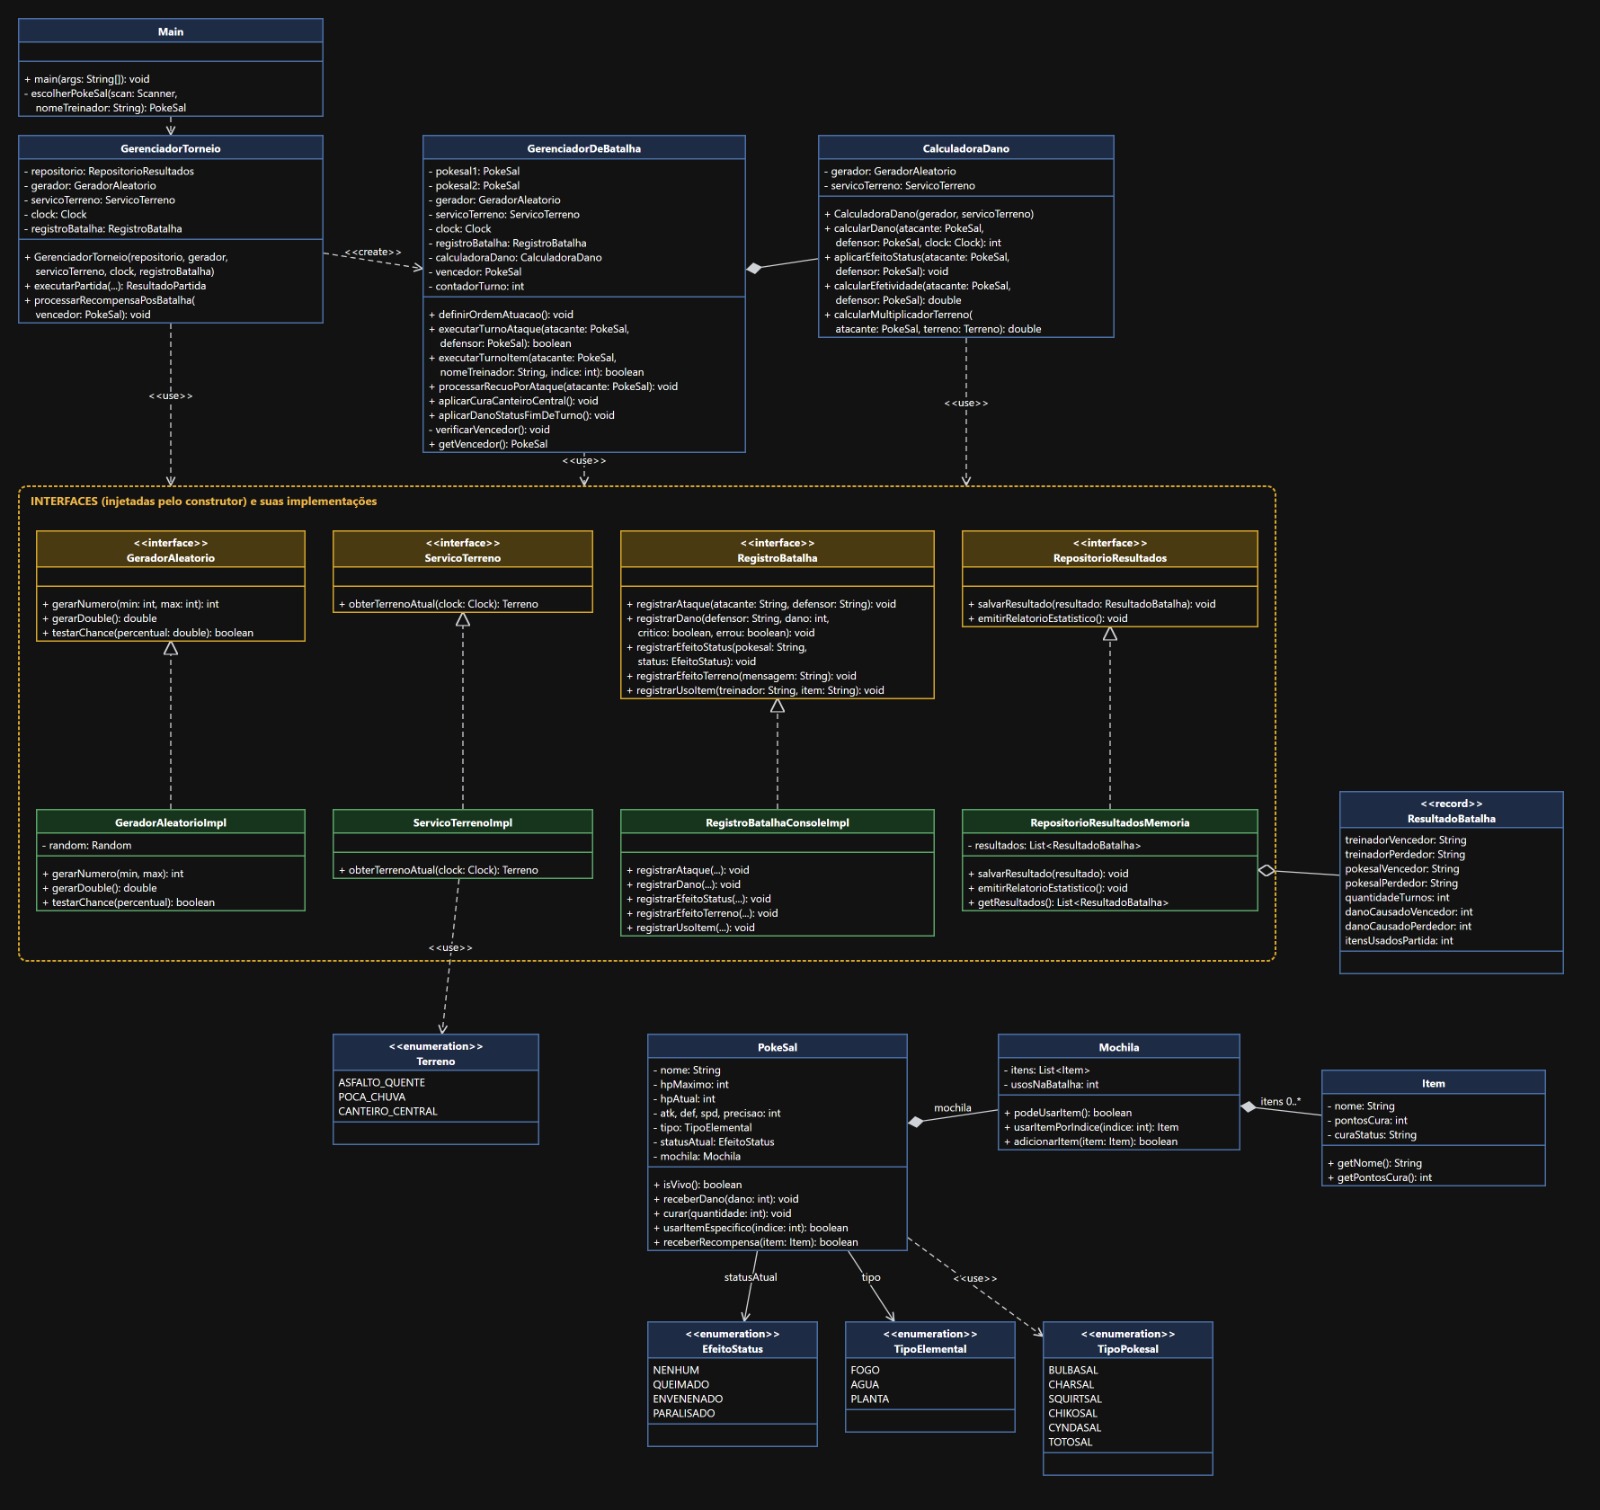 Main
+ main(args: String[]): void
- escolherPokeSal(scan: Scanner,
nomeTreinador: String): PokeSal
GerenciadorTorneio
- repositorio: RepositorioResultados
- gerador: GeradorAleatorio
- servicoTerreno: ServicoTerreno
- clock: Clock
- registroBatalha: RegistroBatalha
+ GerenciadorTorneio(repositorio, gerador,
servicoTerreno, clock, registroBatalha)
+ executarPartida(...): ResultadoPartida
+ processarRecompensaPosBatalha(
vencedor: PokeSal): void
<<create>>
GerenciadorDeBatalha
- pokesal1: PokeSal
- pokesal2: PokeSal
- gerador: GeradorAleatorio
- servicoTerreno: ServicoTerreno
- clock: Clock
- registroBatalha: RegistroBatalha
- calculadoraDano: CalculadoraDano
- vencedor: PokeSal
- contadorTurno: int
+ definirOrdemAtuacao(): void
+ executarTurnoAtaque(atacante: PokeSal,
defensor: PokeSal): boolean
+ executarTurnoItem(atacante: PokeSal,
nomeTreinador: String, indice: int): boolean
+ processarRecuoPorAtaque(atacante: PokeSal): void
+ aplicarCuraCanteiroCentral(): void
+ aplicarDanoStatusFimDeTurno(): void
- verificarVencedor(): void
+ getVencedor(): PokeSal
CalculadoraDano
- gerador: GeradorAleatorio
- servicoTerreno: ServicoTerreno
+ CalculadoraDano(gerador, servicoTerreno)
+ calcularDano(atacante: PokeSal,
defensor: PokeSal, clock: Clock): int
+ aplicarEfeitoStatus(atacante: PokeSal,
defensor: PokeSal): void
+ calcularEfetividade(atacante: PokeSal,
defensor: PokeSal): double
+ calcularMultiplicadorTerreno(
atacante: PokeSal, terreno: Terreno): double
<<use>>
<<use>>
<<use>>
INTERFACES (injetadas pelo construtor) e suas implementações
<<interface>>
GeradorAleatorio
+ gerarNumero(min: int, max: int): int
+ gerarDouble(): double
+ testarChance(percentual: double): boolean
<<interface>>
ServicoTerreno
+ obterTerrenoAtual(clock: Clock): Terreno
<<interface>>
RegistroBatalha
+ registrarAtaque(atacante: String, defensor: String): void
+ registrarDano(defensor: String, dano: int,
critico: boolean, errou: boolean): void
+ registrarEfeitoStatus(pokesal: String,
status: EfeitoStatus): void
+ registrarEfeitoTerreno(mensagem: String): void
+ registrarUsoItem(treinador: String, item: String): void
<<interface>>
RepositorioResultados
+ salvarResultado(resultado: ResultadoBatalha): void
+ emitirRelatorioEstatistico(): void
GeradorAleatorioImpl
- random: Random
+ gerarNumero(min, max): int
+ gerarDouble(): double
+ testarChance(percentual): boolean
ServicoTerrenoImpl
+ obterTerrenoAtual(clock: Clock): Terreno
RegistroBatalhaConsoleImpl
+ registrarAtaque(...): void
+ registrarDano(...): void
+ registrarEfeitoStatus(...): void
+ registrarEfeitoTerreno(...): void
+ registrarUsoItem(...): void
RepositorioResultadosMemoria
- resultados: List<ResultadoBatalha>
+ salvarResultado(resultado): void
+ emitirRelatorioEstatistico(): void
+ getResultados(): List<ResultadoBatalha>
<<record>>
ResultadoBatalha
treinadorVencedor: String
treinadorPerdedor: String
pokesalVencedor: String
pokesalPerdedor: String
quantidadeTurnos: int
danoCausadoVencedor: int
danoCausadoPerdedor: int
itensUsadosPartida: int
<<use>>
<<enumeration>>
Terreno
ASFALTO_QUENTE
POCA_CHUVA
CANTEIRO_CENTRAL
PokeSal
- nome: String
- hpMaximo: int
- hpAtual: int
- atk, def, spd, precisao: int
- tipo: TipoElemental
- statusAtual: EfeitoStatus
- mochila: Mochila
+ isVivo(): boolean
+ receberDano(dano: int): void
+ curar(quantidade: int): void
+ usarItemEspecifico(indice: int): boolean
+ receberRecompensa(item: Item): boolean
mochila
Mochila
- itens: List<Item>
- usosNaBatalha: int
+ podeUsarItem(): boolean
+ usarItemPorIndice(indice: int): Item
+ adicionarItem(item: Item): boolean
itens 0..*
Item
- nome: String
- pontosCura: int
- curaStatus: String
+ getNome(): String
+ getPontosCura(): int
statusAtual
tipo
<<use>>
<<enumeration>>
EfeitoStatus
NENHUM
QUEIMADO
ENVENENADO
PARALISADO
<<enumeration>>
TipoElemental
FOGO
AGUA
PLANTA
<<enumeration>>
TipoPokesal
BULBASAL
CHARSAL
SQUIRTSAL
CHIKOSAL
CYNDASAL
TOTOSAL